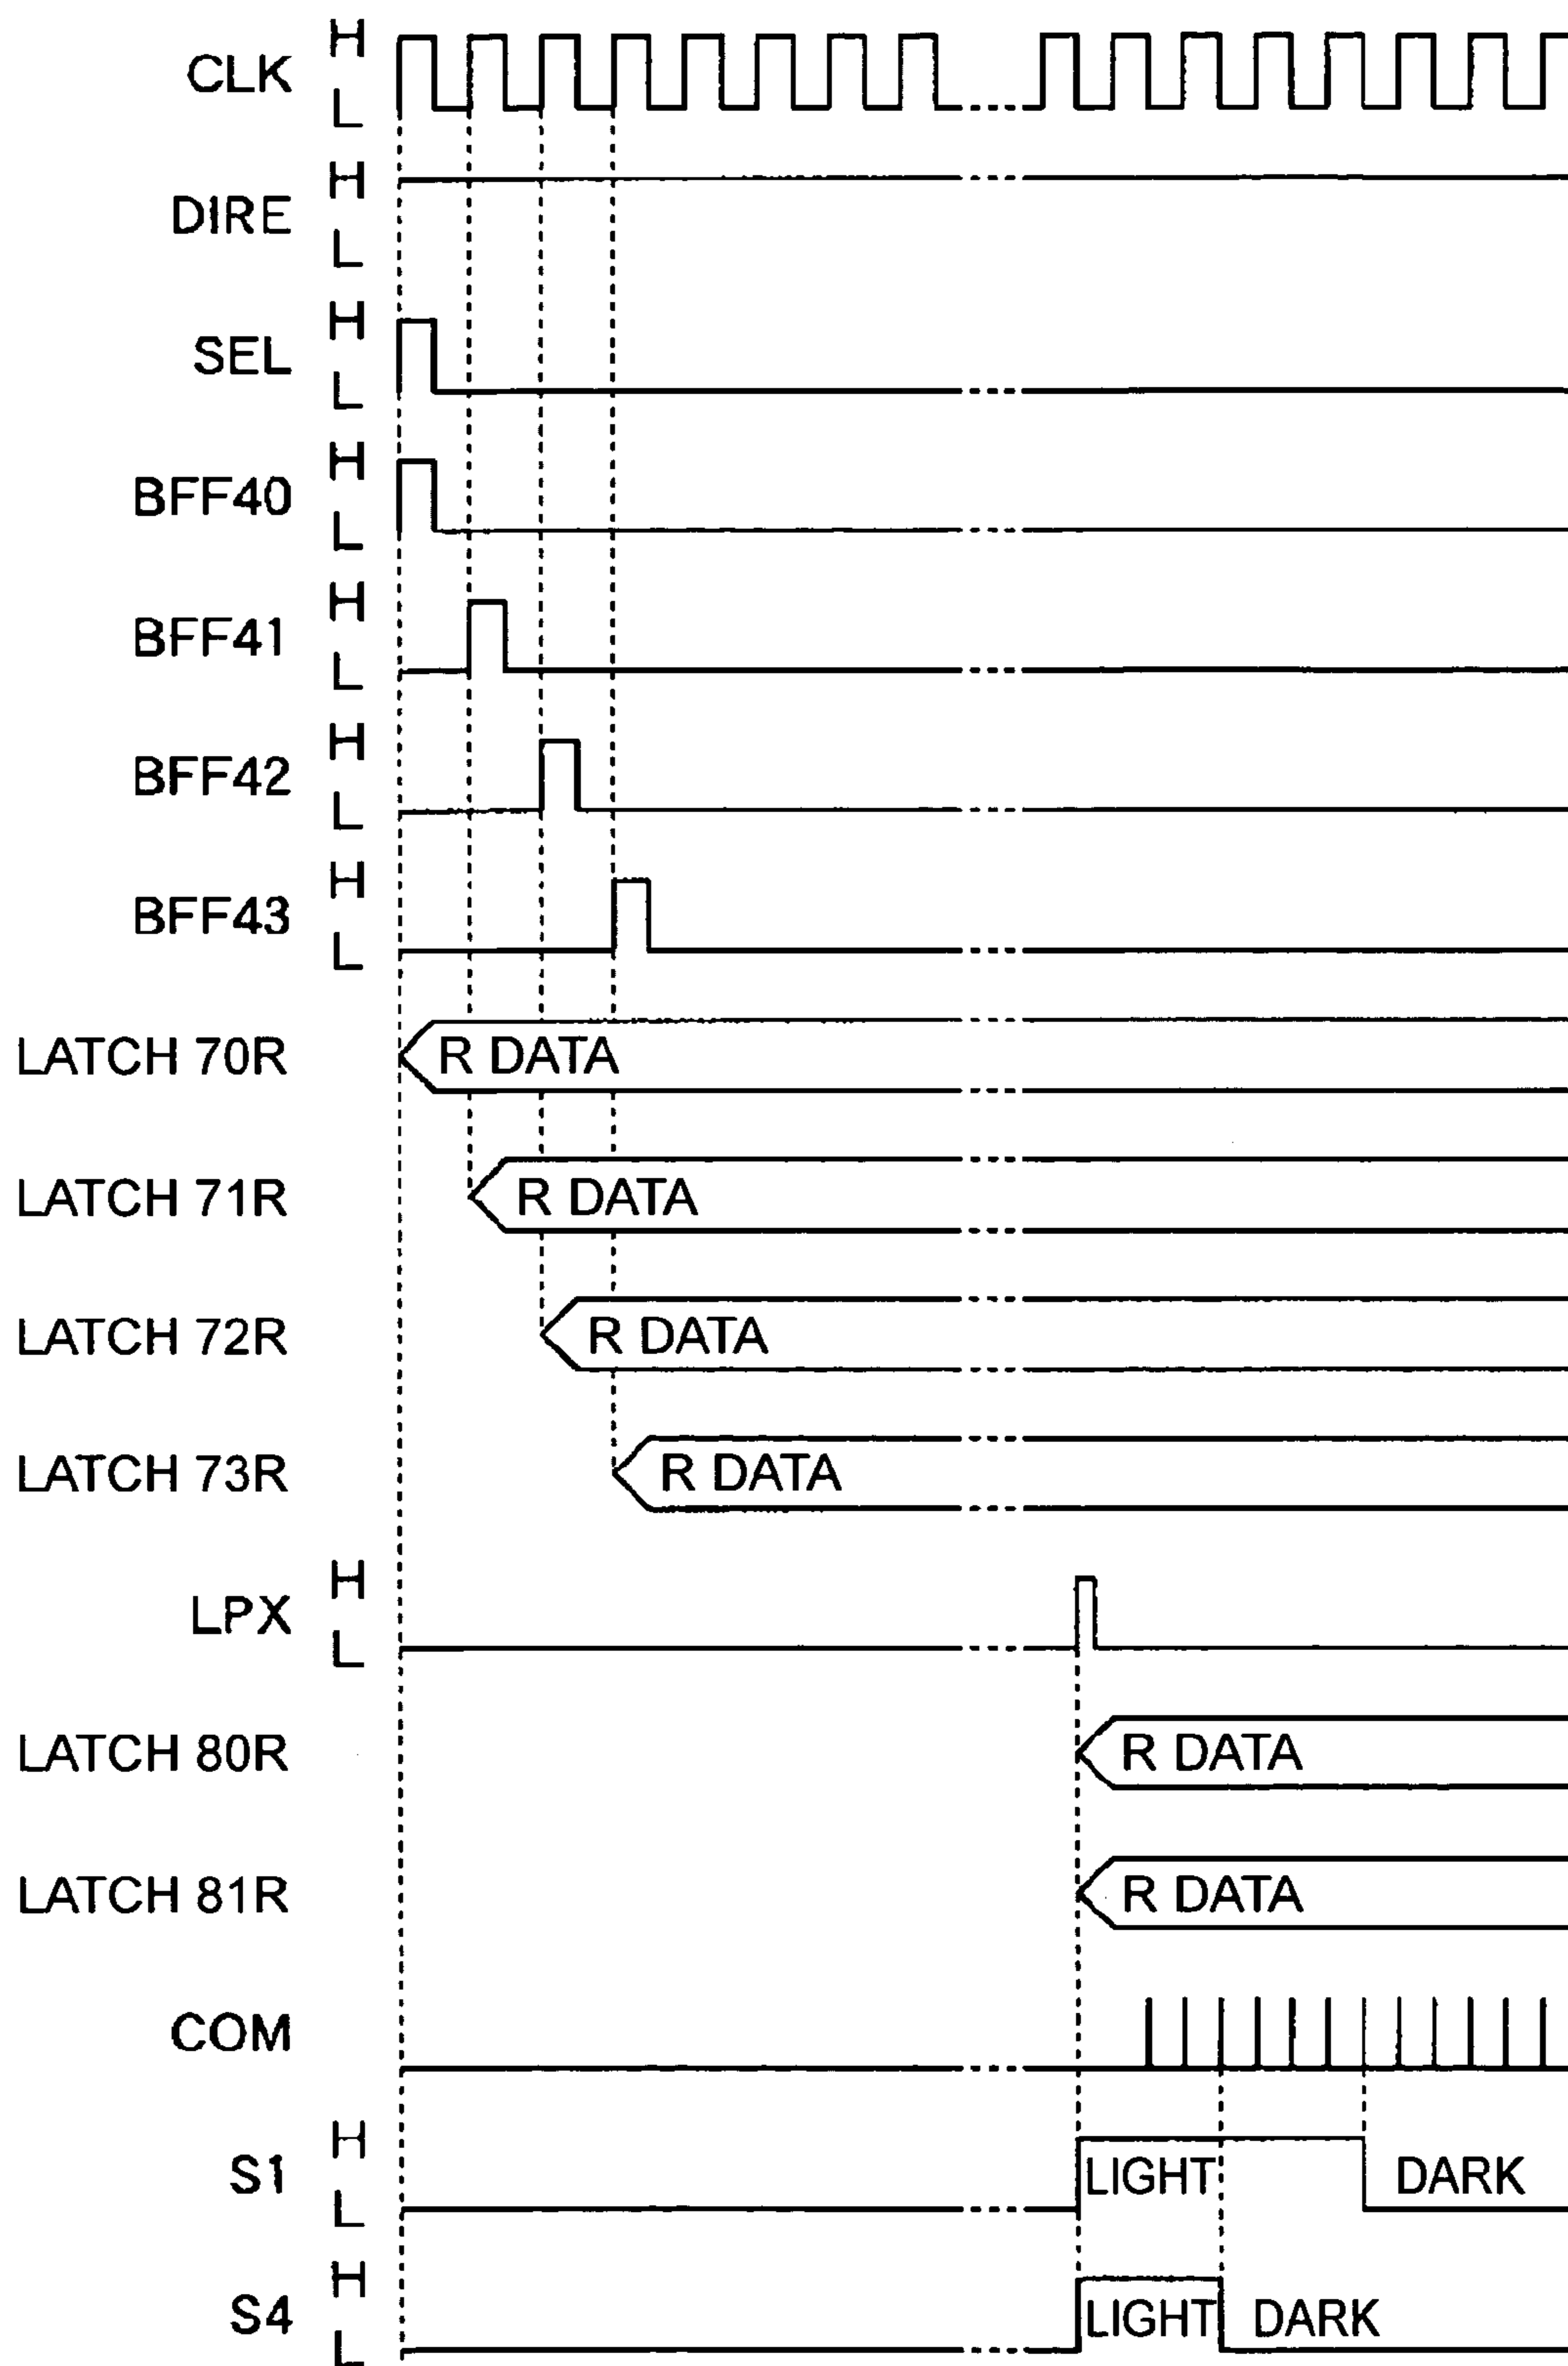 CLK H
L
DIRE H
L
SEL H
L
BFF40 H
L
BFF41 H
L
BFF42 H
L
BFF43 H
L
LATCH 70R R DATA
LATCH 71R R DATA
LATCH 72R R DATA
LATCH 73R R DATA
LPX H
L
LATCH 80R R DATA
LATCH 81R R DATA
COM
S1 H
L LIGHT DARK
S4 H
L LIGHT DARK